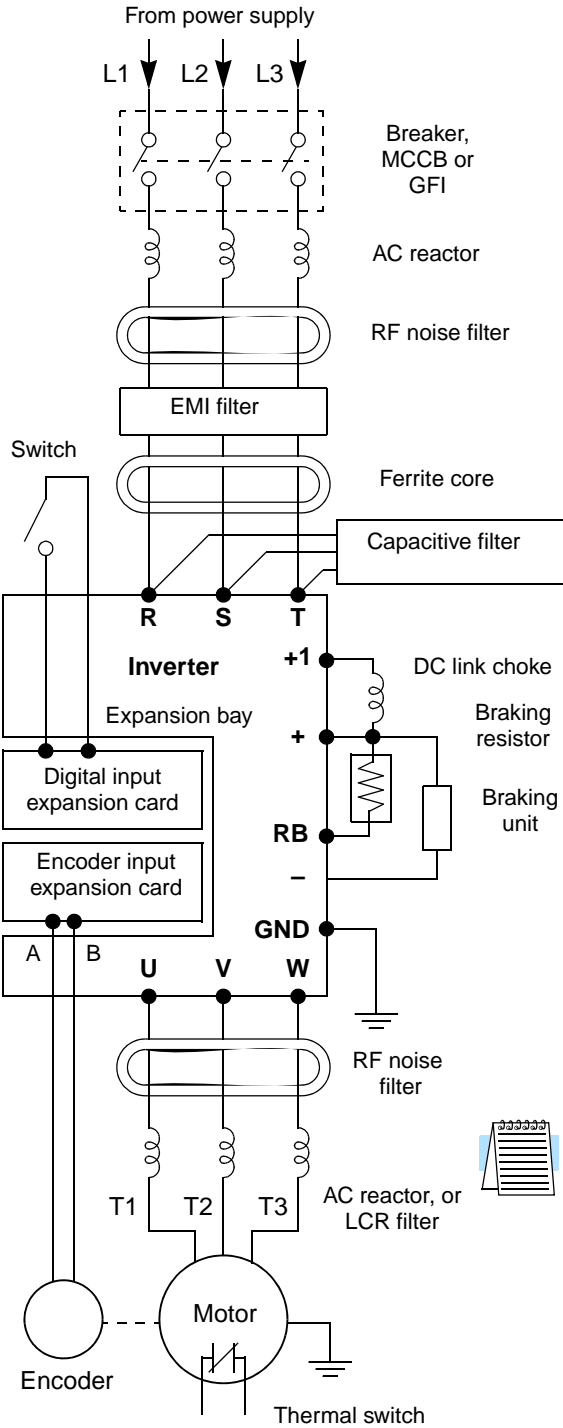 From power supply
L1 L2 L3
Breaker,
MCCB or
GFI
AC reactor
RF noise filter
EMI filter
Switch
Ferrite core
Capacitive filter
R S T
Inverter
+1
DC link choke
Expansion bay
+
Braking
resistor
Digital input
expansion card
Braking
unit
RB
Encoder input
expansion card
–
GND
A B
U V W
RF noise
filter
T1 T2 T3
AC reactor, or
LCR filter
Motor
Encoder
Thermal switch